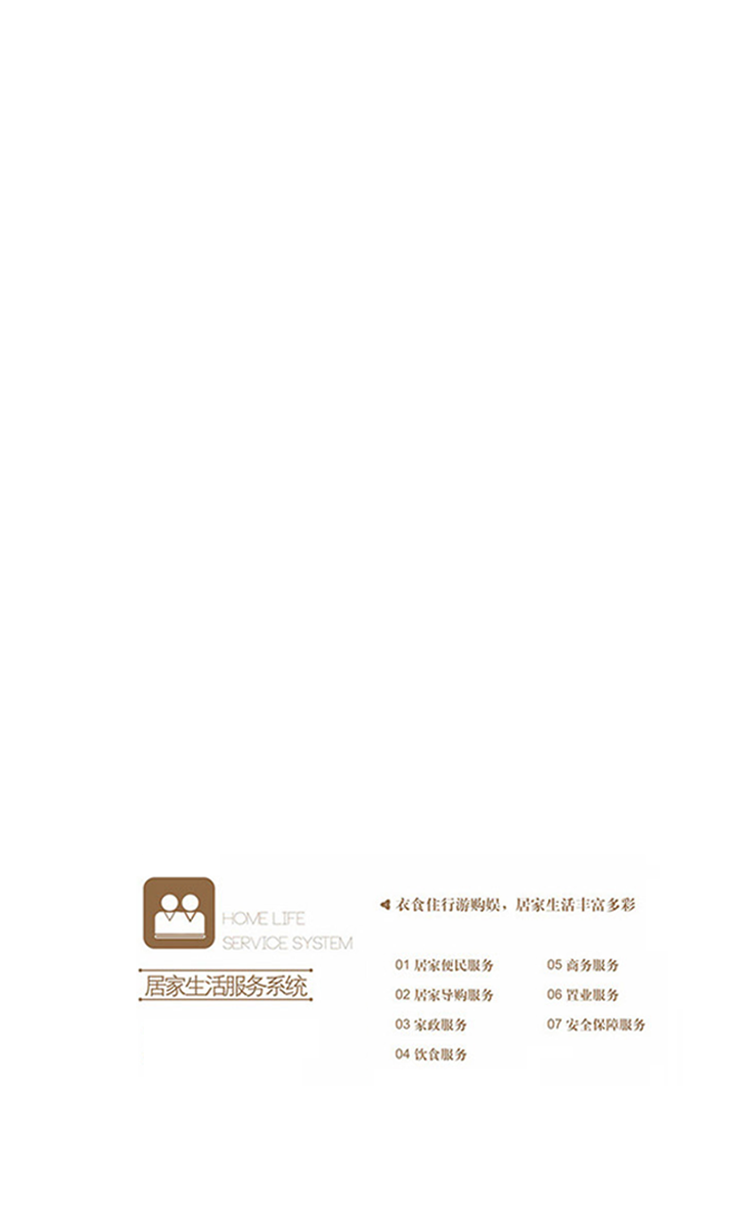 HOME LIFE
SERVICE SYSTEM
居家生活服务系统
衣食住行游购娱，居家生活丰富多彩
01 居家便民服务
02 居家导购服务
03 家政服务
04 饮食服务
05 商务服务
06 置业服务
07 安全保障服务